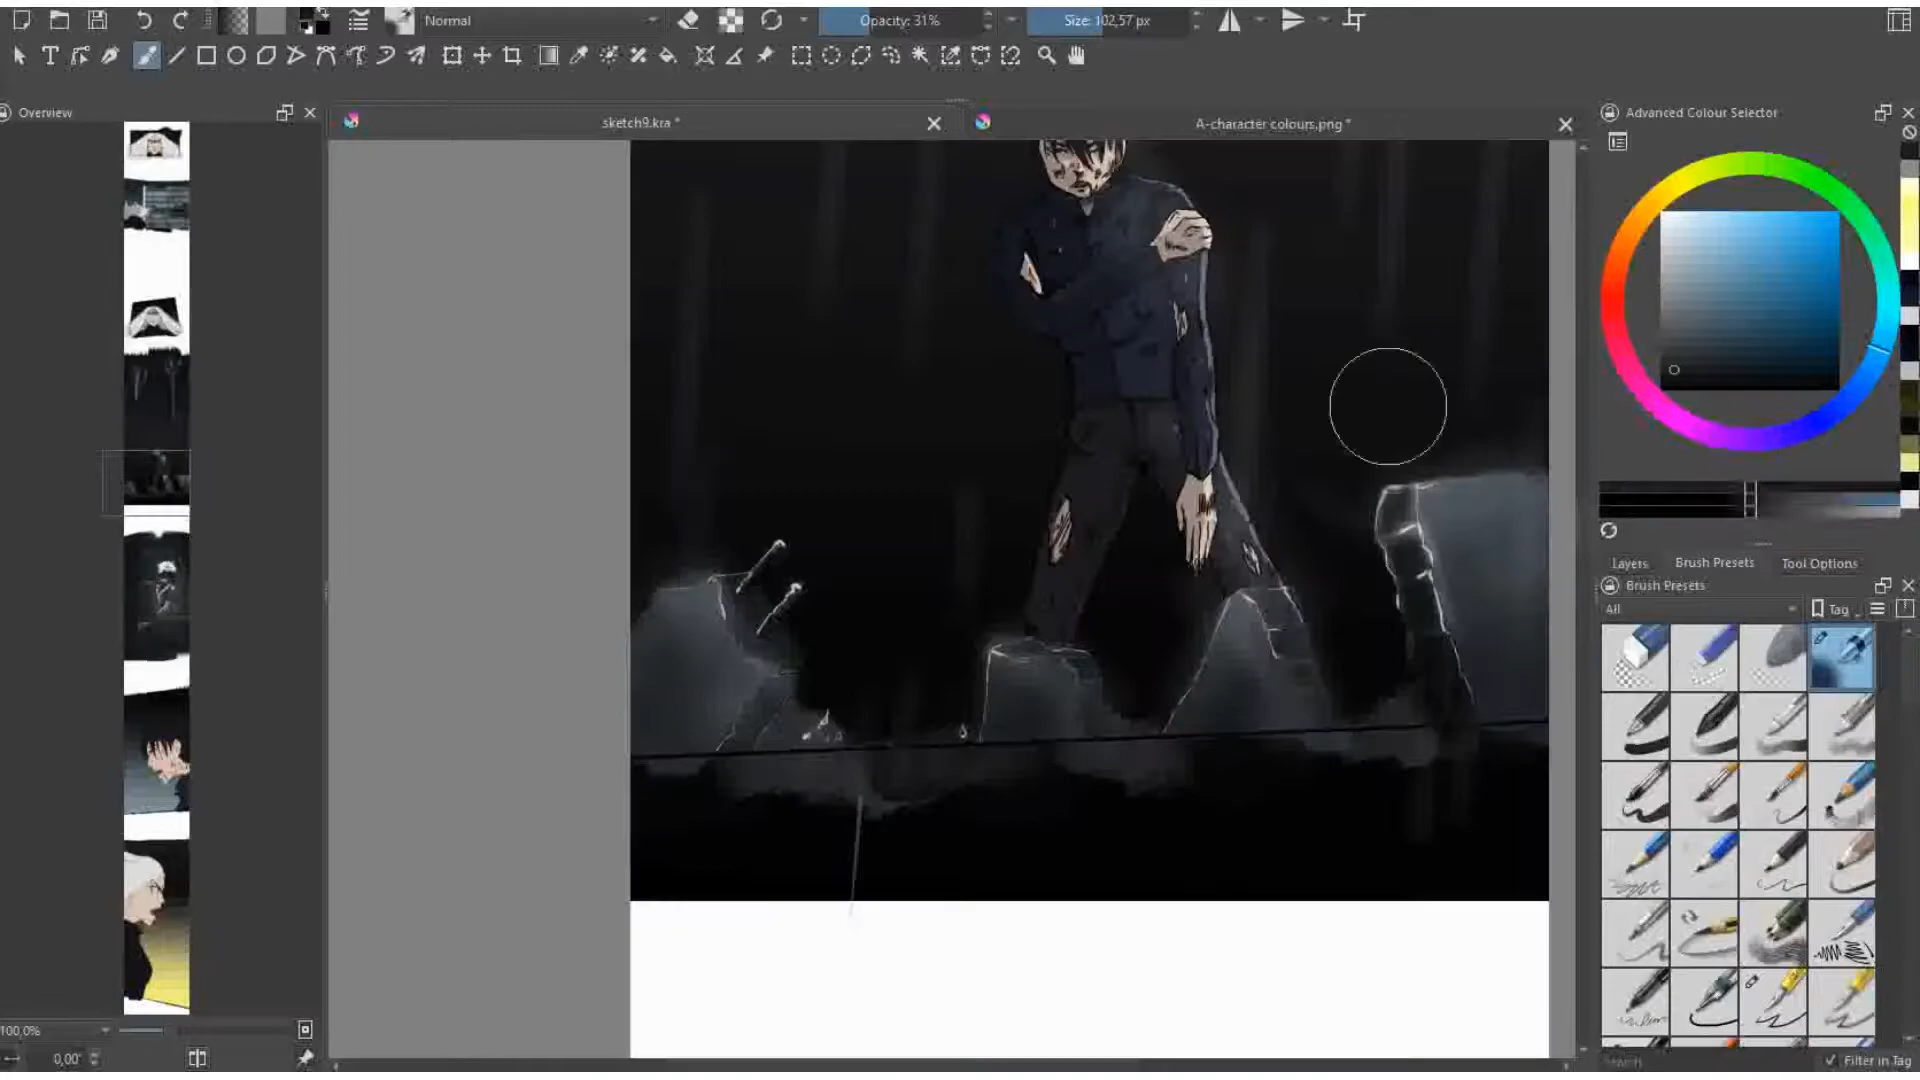 Normal
Opacity: 31%
Size: 102,57 px
Overview
sketch9.kra *
A-character colours.png *
Advanced Colour Selector
Layers
Brush Presets
Tool Options
Brush Presets
All
Tag
100,0%
0,00°
Search
Filter in Tag